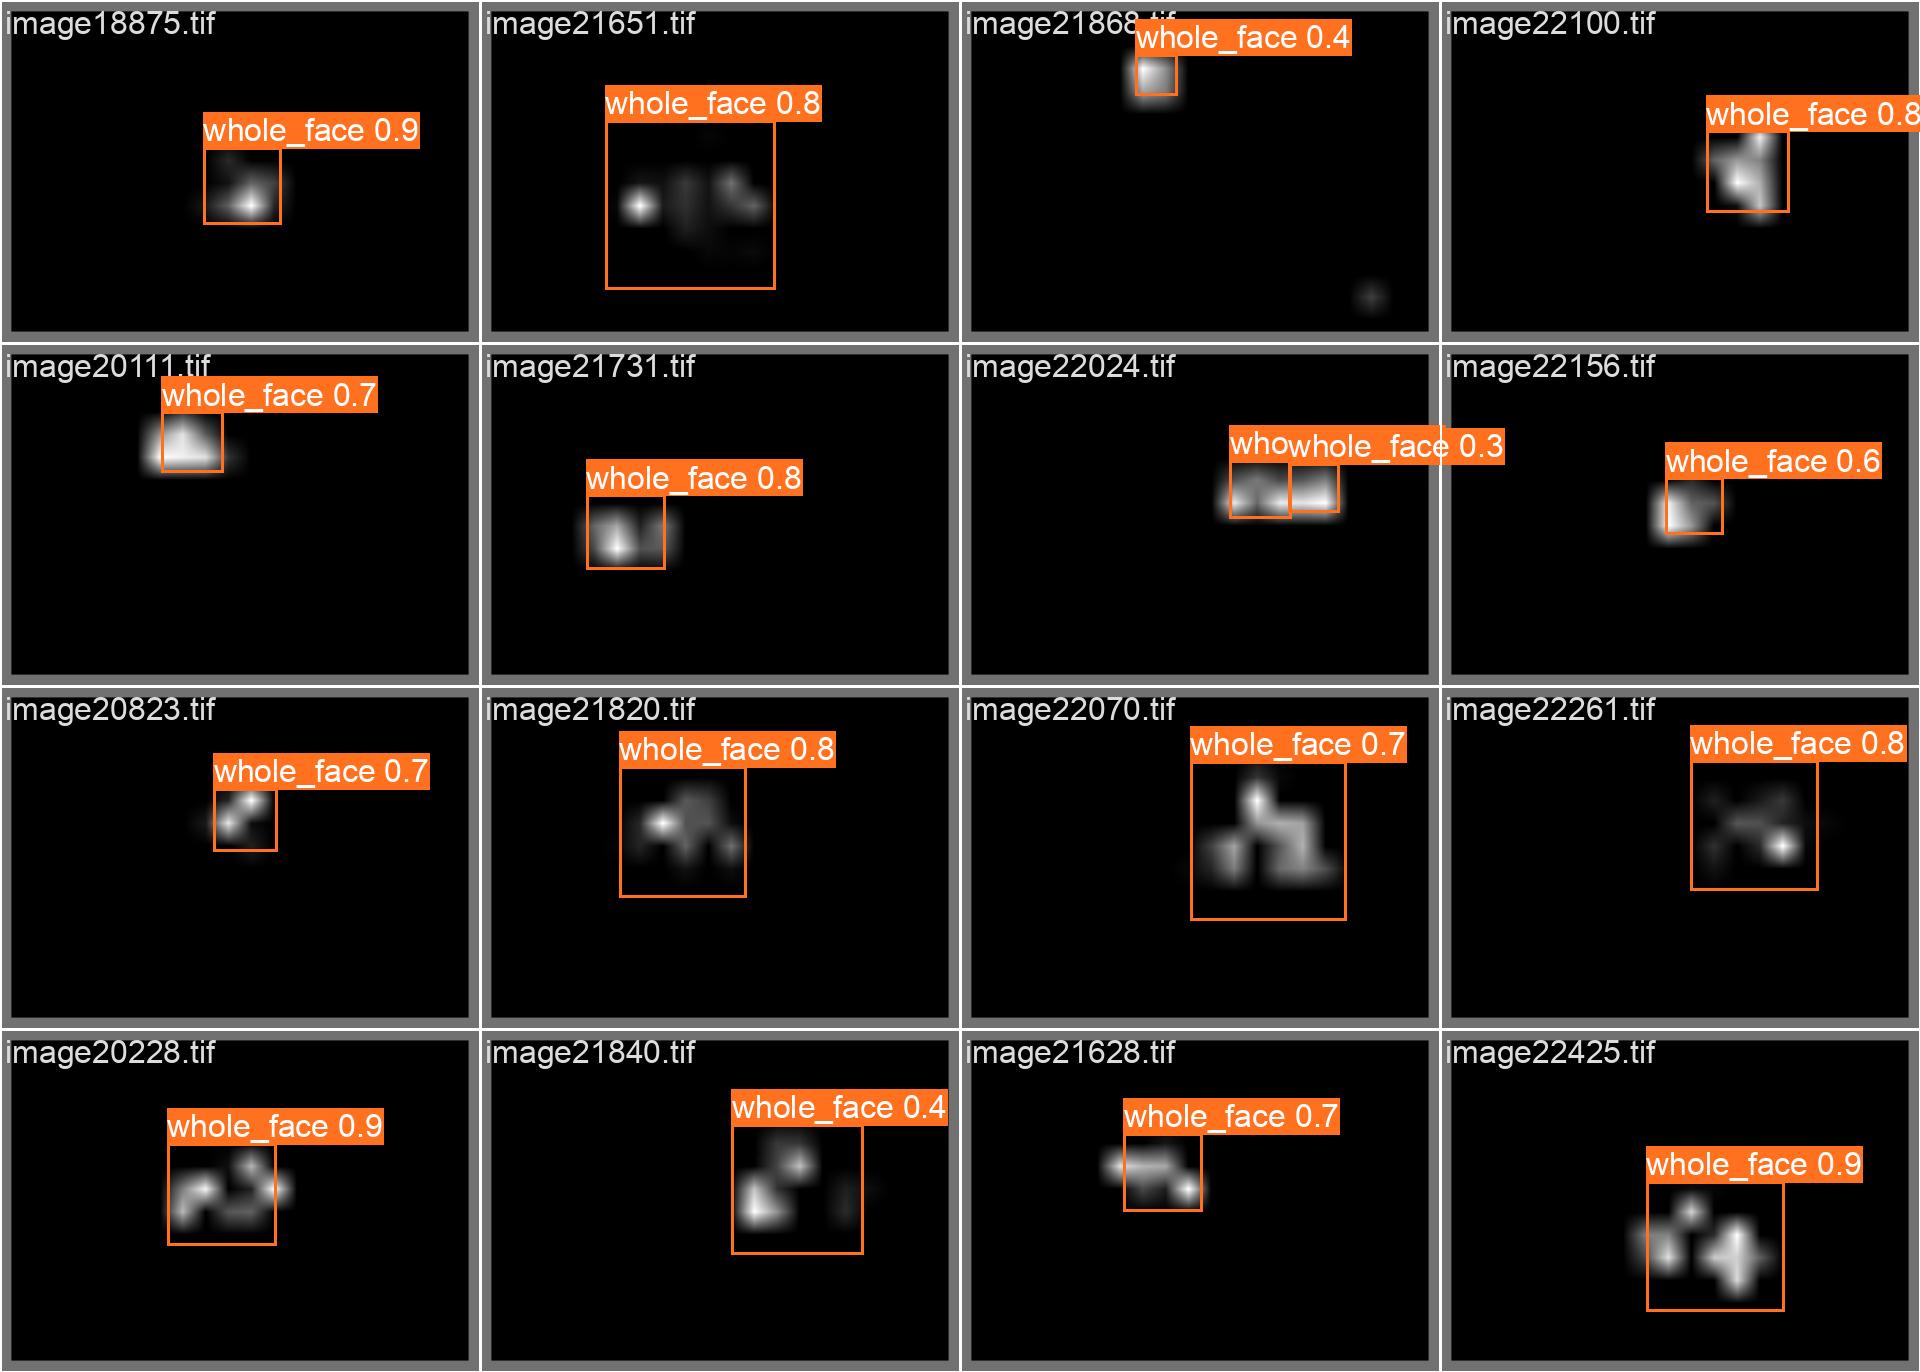 image18875.tif
whole_face 0.9
image21651.tif
whole_face 0.8
image21868.tif
whole_face 0.4
image22100.tif
whole_face 0.8
image20111.tif
whole_face 0.7
image21731.tif
whole_face 0.8
image22024.tif
who
whole_face 0.3
image22156.tif
whole_face 0.6
image20823.tif
whole_face 0.7
image21820.tif
whole_face 0.8
image22070.tif
whole_face 0.7
image22261.tif
whole_face 0.8
image20228.tif
whole_face 0.9
image21840.tif
whole_face 0.4
image21628.tif
whole_face 0.7
image22425.tif
whole_face 0.9